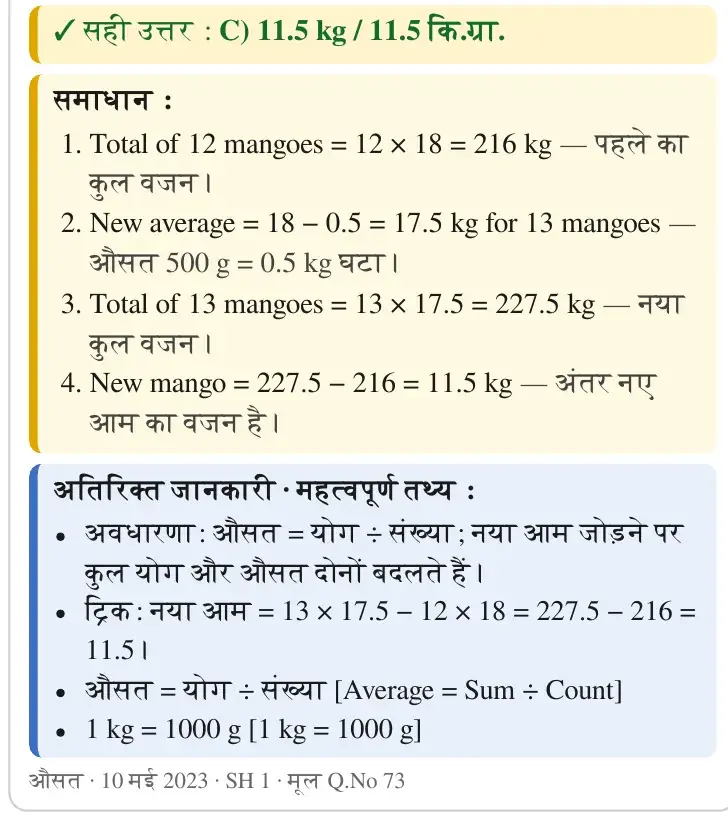 ✓ सही उत्तर : C) 11.5 kg / 11.5 कि.ग्रा.
समाधान :
1. Total of 12 mangoes = 12 × 18 = 216 kg — पहले का
कुल वजन।
2. New average = 18 − 0.5 = 17.5 kg for 13 mangoes —
औसत 500 g = 0.5 kg घटा।
3. Total of 13 mangoes = 13 × 17.5 = 227.5 kg — नया
कुल वजन।
4. New mango = 227.5 − 216 = 11.5 kg — अंतर नए
आम का वजन है।
अतिरिक्त जानकारी · महत्वपूर्ण तथ्य :
• अवधारणा : औसत = योग ÷ संख्या ; नया आम जोड़ने पर
कुल योग और औसत दोनों बदलते हैं।
• ट्रिक : नया आम = 13 × 17.5 − 12 × 18 = 227.5 − 216 =
11.5।
• औसत = योग ÷ संख्या [Average = Sum ÷ Count]
• 1 kg = 1000 g [1 kg = 1000 g]
औसत · 10 मई 2023 · SH 1 · मूल Q.No 73